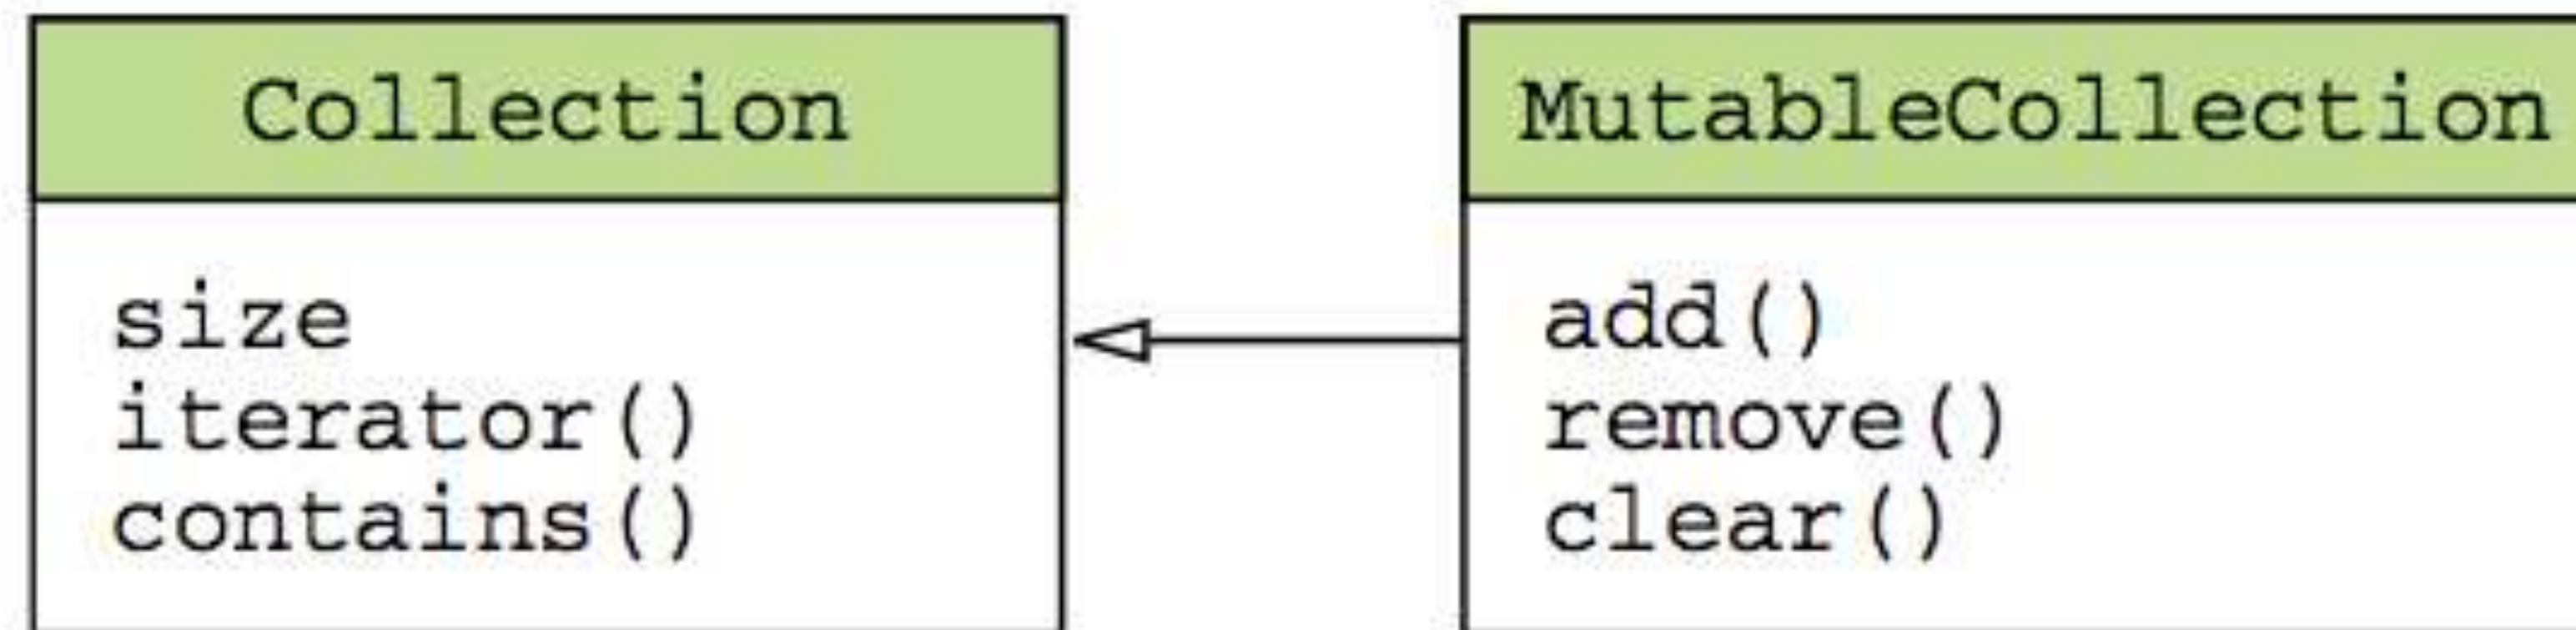 Collection
size
iterator()
contains()
MutableCollection
add()
remove()
clear()